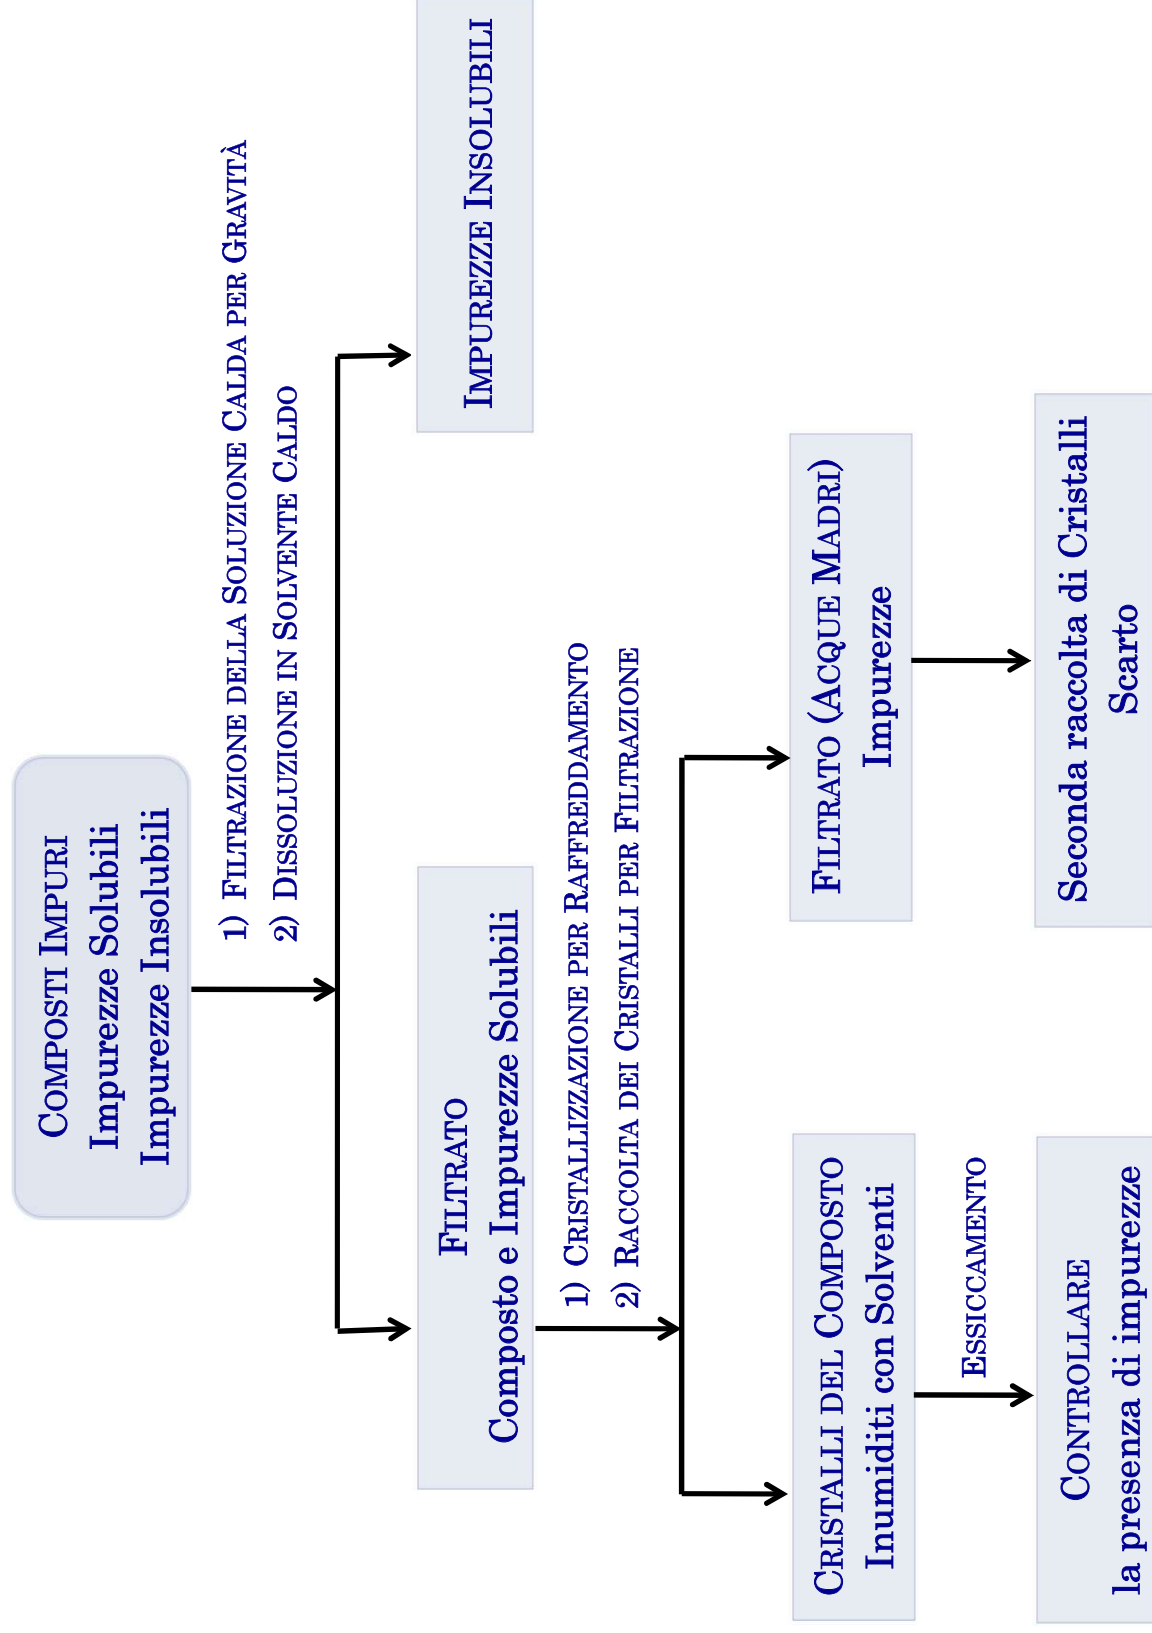 COMPOSTI IMPURI
Impurezze Solubili
Impurezze Insolubili
1) FILTRAZIONE DELLA SOLUZIONE CALDA PER GRAVITÀ
2) DISSOLUZIONE IN SOLVENTE CALDO
FILTRATO
Composto e Impurezze Solubili
IMPUREZZE INSOLUBILI
1) CRISTALLIZZAZIONE PER RAFFREDDAMENTO
2) RACCOLTA DEI CRISTALLI PER FILTRAZIONE
CRISTALLI DEL COMPOSTO
Inumiditi con Solventi
FILTRATO (ACQUE MADRI)
Impurezze
ESSICCAMENTO
CONTROLLARE
la presenza di impurezze
Seconda raccolta di Cristalli
Scarto